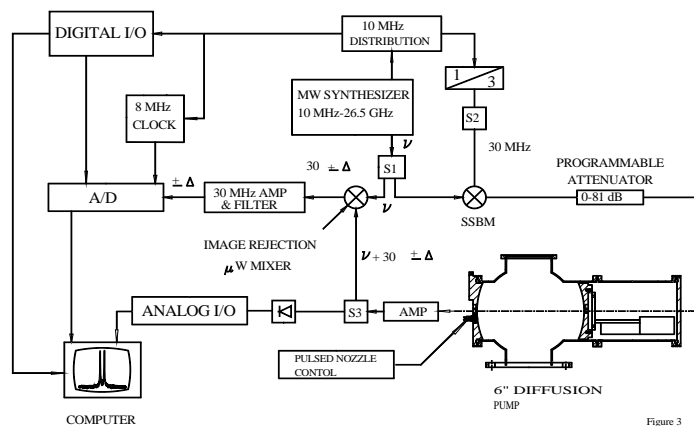 DIGITAL I/O
10 MHz
DISTRIBUTION
1
3
MW SYNTHESIZER
10 MHz-26.5 GHz
8 MHz
CLOCK
S2
ν
30 MHz
S1
30 ± Δ
PROGRAMMABLE
ATTENUATOR
± Δ
A/D
30 MHz AMP
& FILTER
ν
0-81 dB
SSBM
IMAGE REJECTION
μW MIXER
ν + 30 ± Δ
ANALOG I/O
S3
AMP
PULSED NOZZLE
CONTOL
6" DIFFUSION
PUMP
COMPUTER
Figure 3